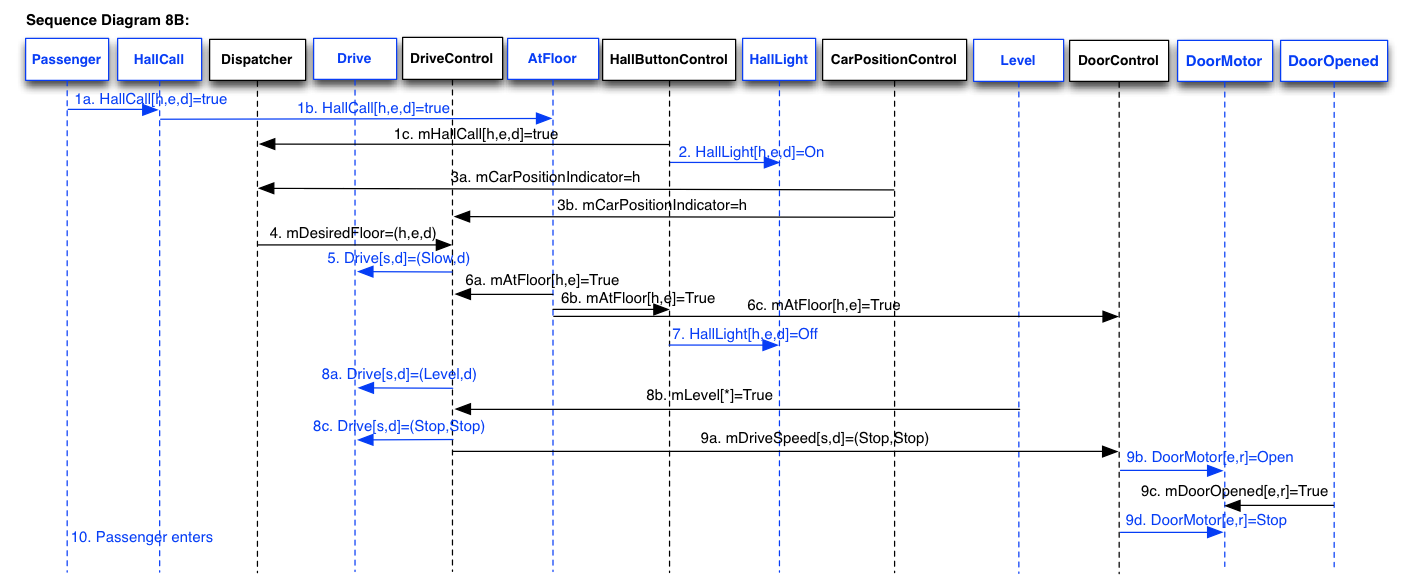 Sequence Diagram 8B:
Passenger
HallCall
Dispatcher
Drive
DriveControl
AtFloor
HallButtonControl
HallLight
CarPositionControl
Level
DoorControl
DoorMotor
DoorOpened
1a. HallCall[h,e,d]=true
1b. HallCall[h,e,d]=true
1c. mHallCall[h,e,d]=true
2. HallLight[h,e,d]=On
3a. mCarPositionIndicator=h
3b. mCarPositionIndicator=h
4. mDesiredFloor=(h,e,d)
5. Drive[s,d]=(Slow,d)
6a. mAtFloor[h,e]=True
6b. mAtFloor[h,e]=True
6c. mAtFloor[h,e]=True
7. HallLight[h,e,d]=Off
8a. Drive[s,d]=(Level,d)
8b. mLevel[*]=True
8c. Drive[s,d]=(Stop,Stop)
9a. mDriveSpeed[s,d]=(Stop,Stop)
9b. DoorMotor[e,r]=Open
9c. mDoorOpened[e,r]=True
9d. DoorMotor[e,r]=Stop
10. Passenger enters